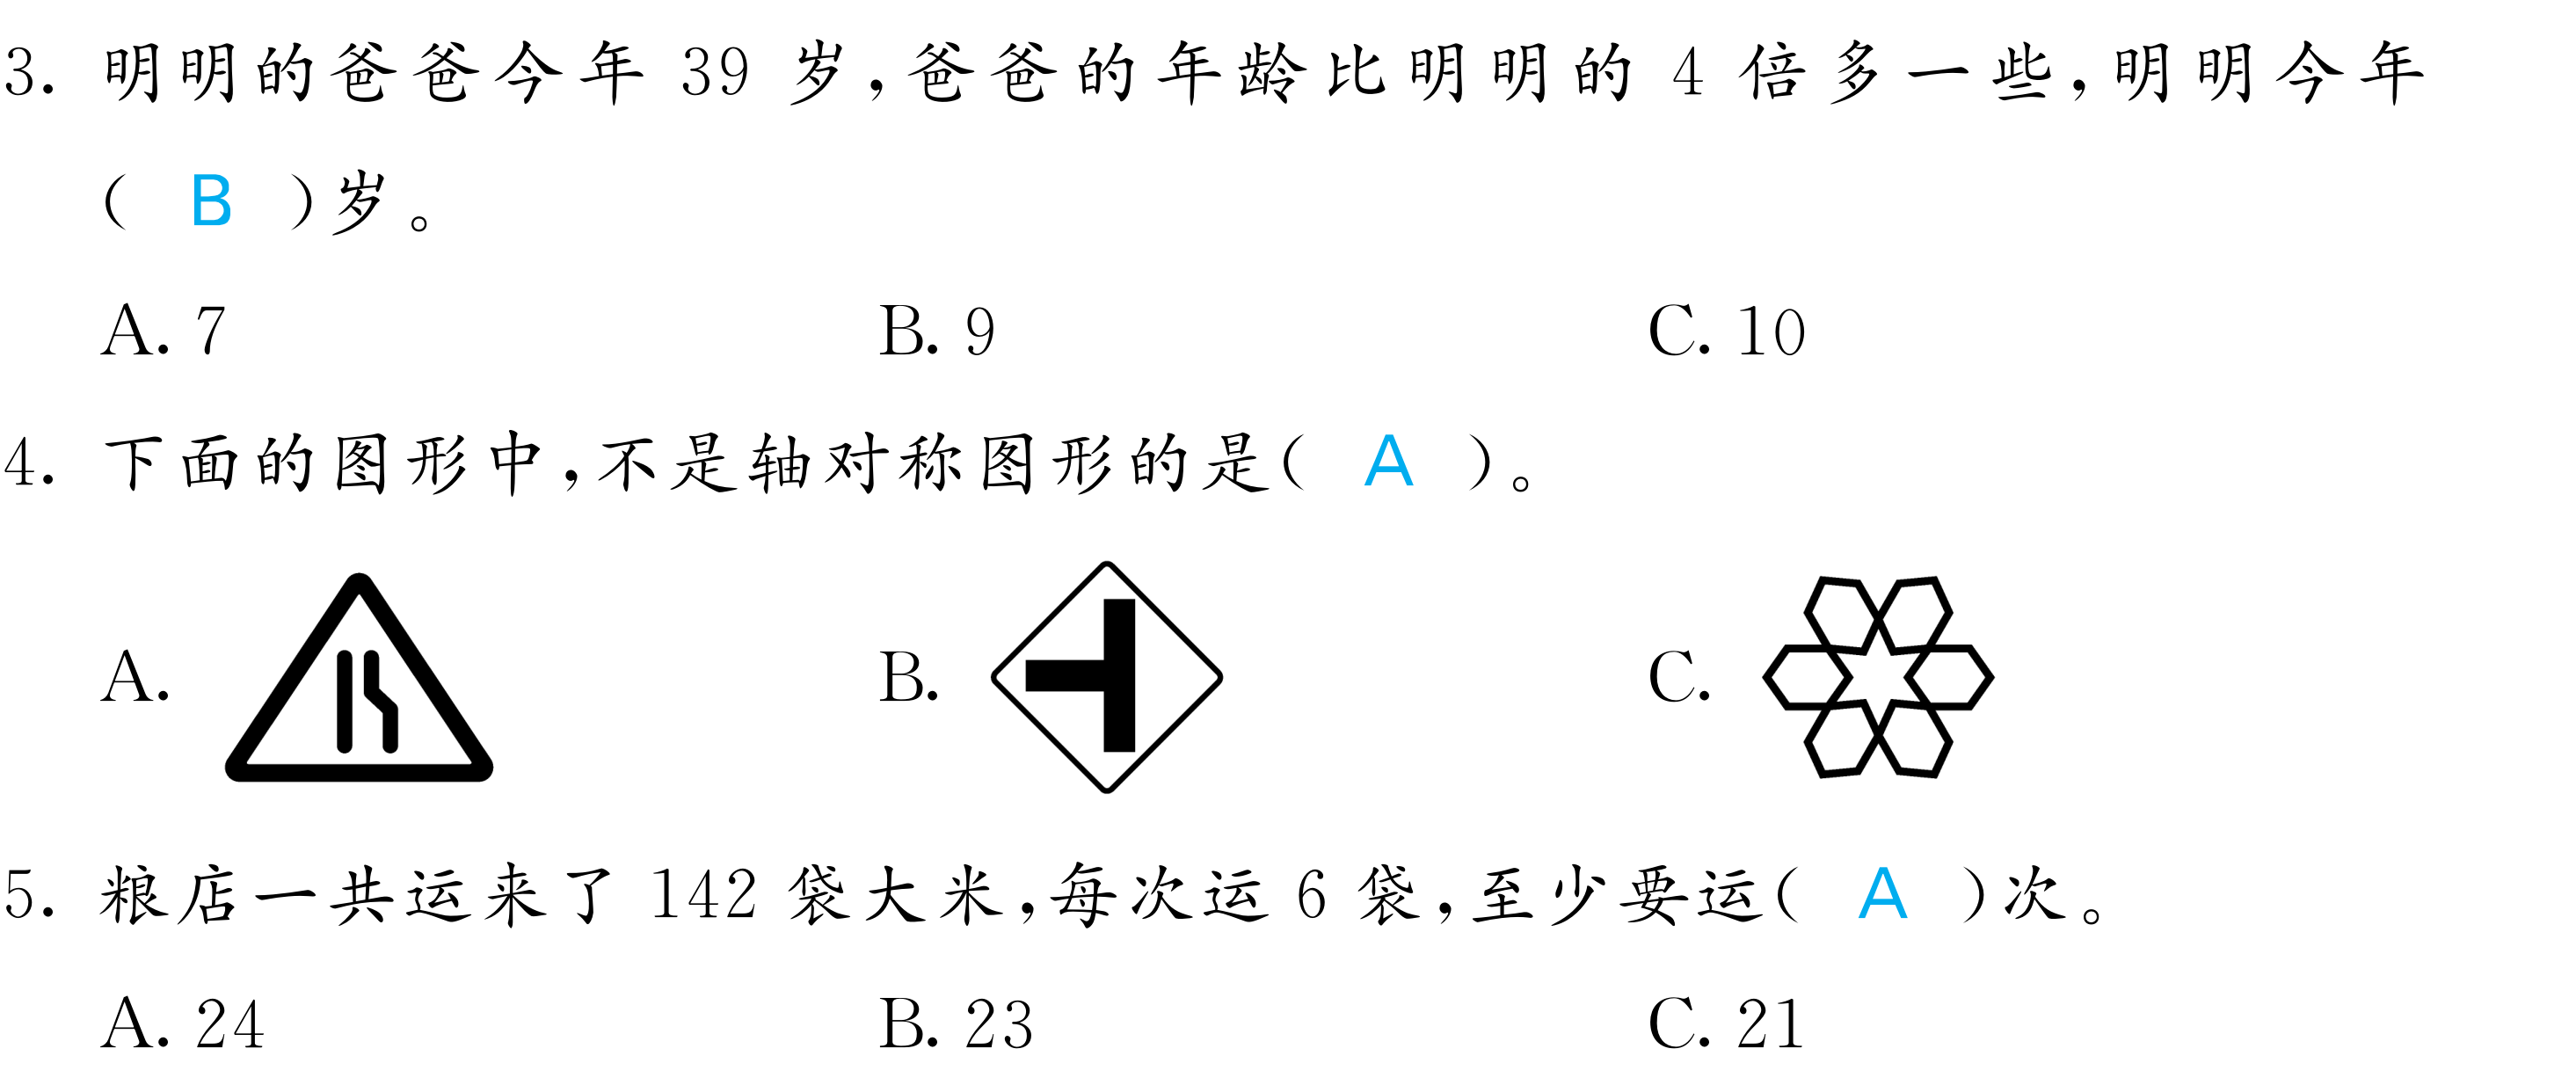 3. 明明的爸爸今年 39 岁,爸爸的年龄比明明的 4 倍多一些,明明今年
( B )岁。
A. 7 B. 9 C. 10
4. 下面的图形中,不是轴对称图形的是( A )。
A. B. C.
5. 粮店一共运来了 142 袋大米,每次运 6 袋,至少要运( A )次。
A. 24 B. 23 C. 21